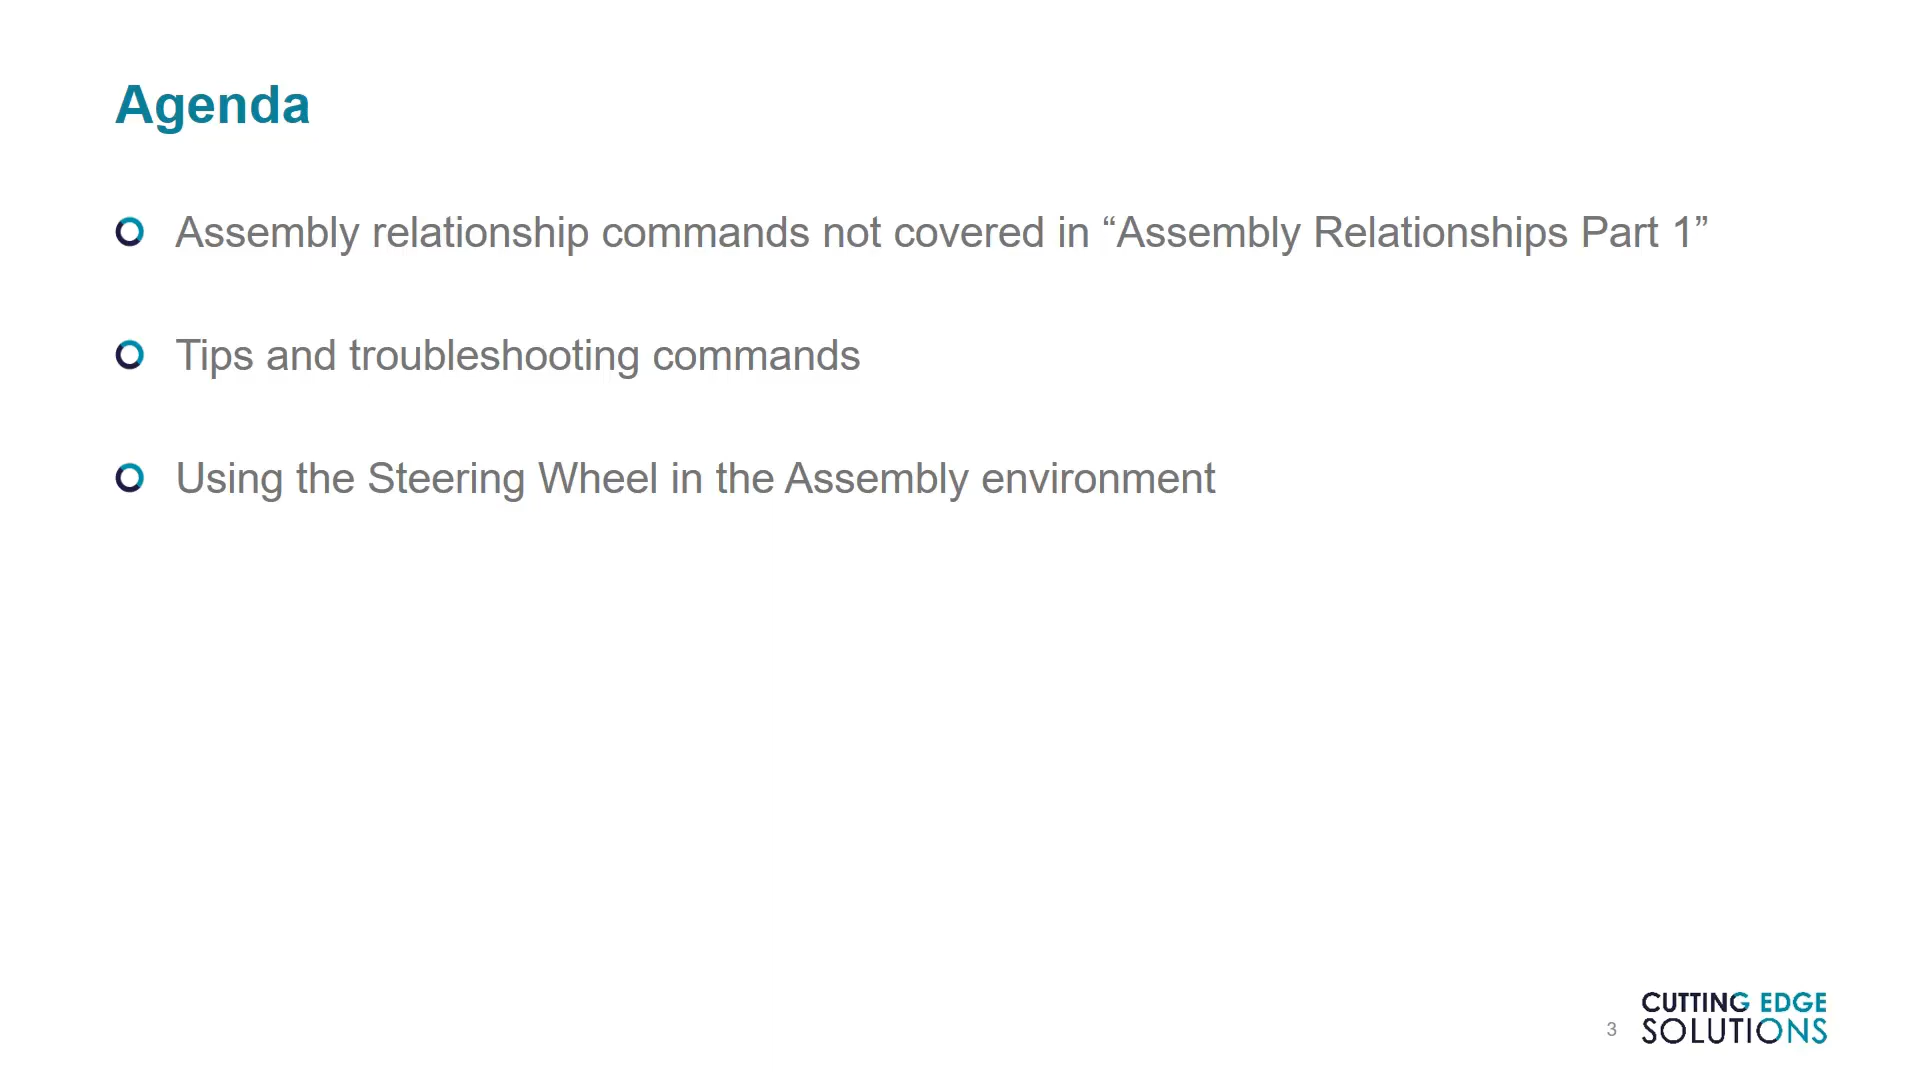 Agenda
Assembly relationship commands not covered in “Assembly Relationships Part 1”
Tips and troubleshooting commands
Using the Steering Wheel in the Assembly environment
3
CUTTING EDGE
SOLUTIONS